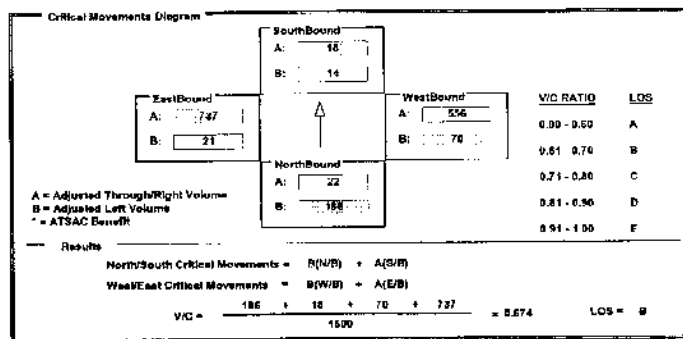 Critical Movements Diagram
SouthBound
A: 18
B: 14
EastBound
A: 737
B: 21
WestBound
A: 556
B: 70
V/C RATIO LOS
0.00 - 0.60 A
0.61 - 0.70 B
0.71 - 0.80 C
0.81 - 0.90 D
0.91 - 1.00 E
NorthBound
A: 22
B: 186
A = Adjusted Through/Right Volume
B = Adjusted Left Volume
* = ATSAC Benefit
Results
North/South Critical Movements = B(N/B) + A(S/B)
West/East Critical Movements = B(W/B) + A(E/B)
186 + 18 + 70 + 737
V/C = = 0.674 LOS = B
1500